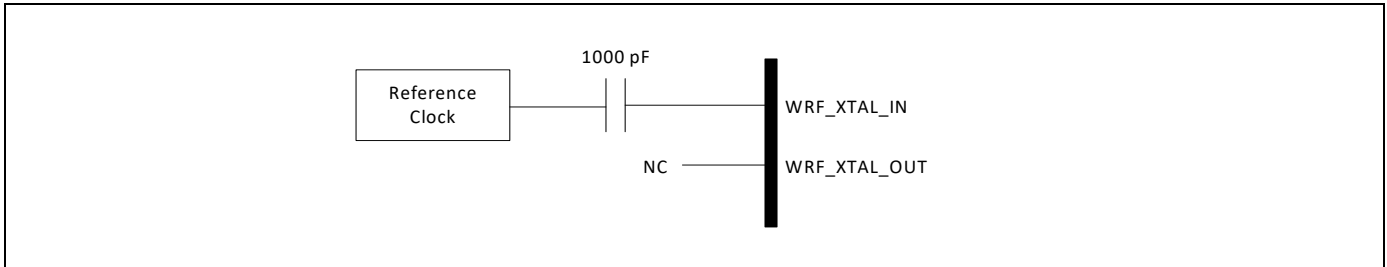 1000 pF
Reference
Clock
WRF_XTAL_IN
NC
WRF_XTAL_OUT